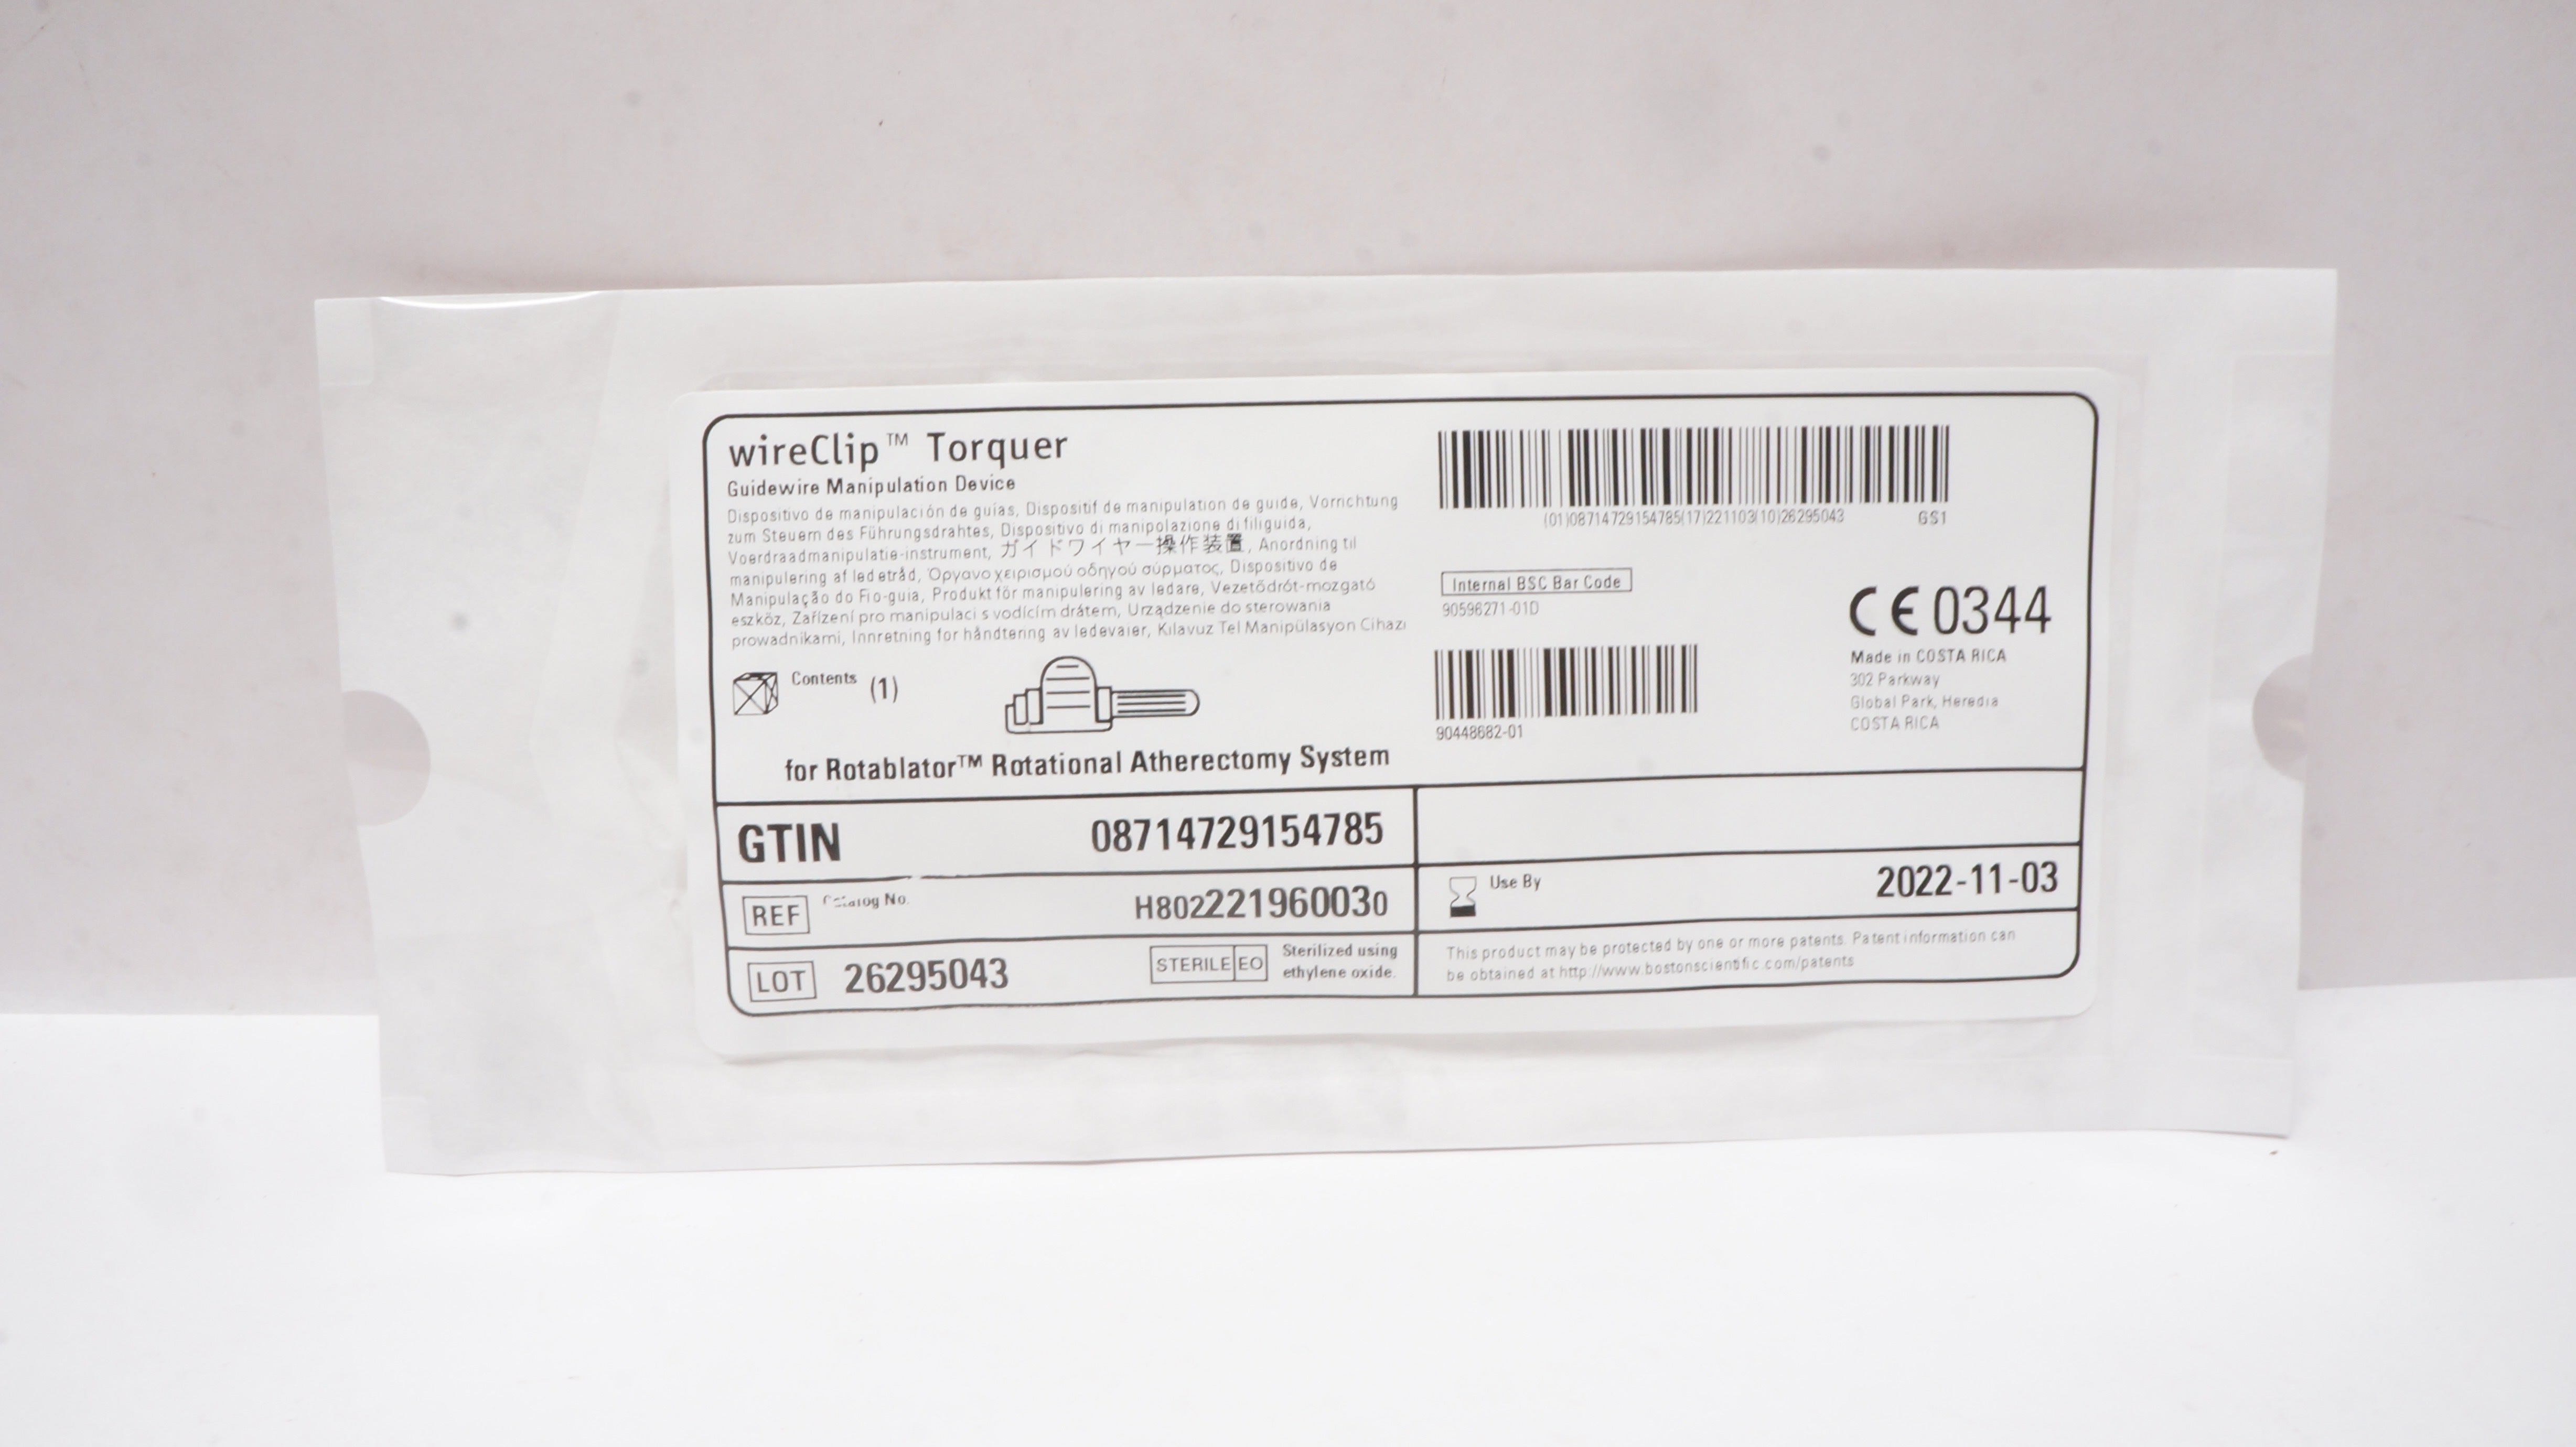 wireClip™ Torquer
Guidewire Manipulation Device
Dispositivo de manipulación de guías, Dispositif de manipulation de guide, Vorrichtung
zum Steuern des Führungsdrahtes, Dispositivo di manipolazione di filiguida,
Voerdraadmanipulatie-instrument, ガイドワイヤー操作装置, Anordning til
manipulering af ledetråd, Όργανο χειρισμού οδηγού σύρματος, Dispositivo de
Manipulação do Fio-guia, Produkt för manipulering av ledare, Vezetődrót-mozgató
eszköz, Zařízení pro manipulaci s vodícím drátem, Urządzenie do sterowania
prowadnikami, Innretning for håndtering av ledevaier, Kılavuz Tel Manipülasyon Cihazı
Contents (1)
for Rotablator™ Rotational Atherectomy System
(01)08714729154785(17)221103(10)26295043 GS1
Internal BSC Bar Code
90596271-01D
90448682-01
CE 0344
Made in COSTA RICA
302 Parkway
Global Park, Heredia
COSTA RICA
GTIN 08714729154785
REF Catalog No. H802221960030
Use By 2022-11-03
LOT 26295043
STERILE EO
Sterilized using
ethylene oxide.
This product may be protected by one or more patents. Patent information can
be obtained at http://www.bostonscientific.com/patents